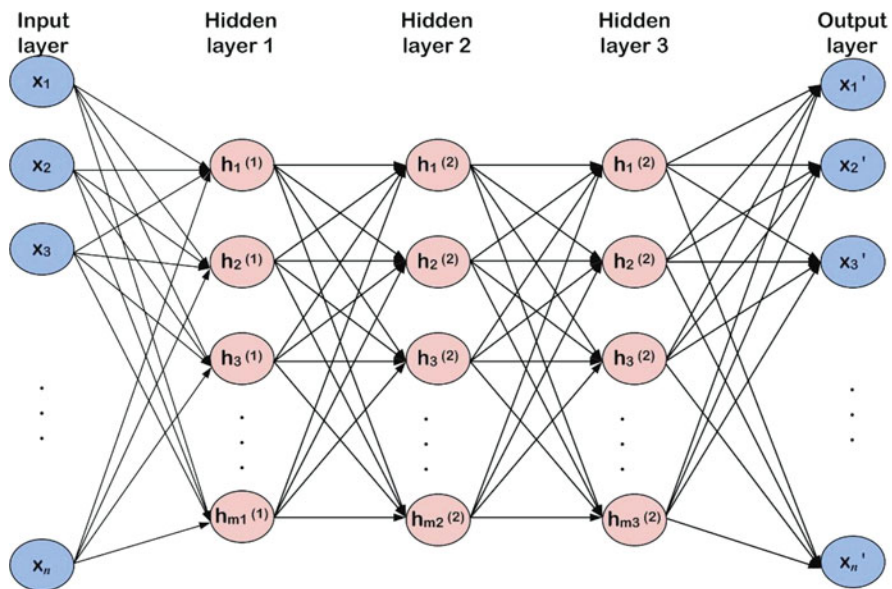 Input layer
Hidden layer 1
Hidden layer 2
Hidden layer 3
Output layer
x₁
x₂
x₃
xₙ
h₁⁽¹⁾
h₂⁽¹⁾
h₃⁽¹⁾
hₘ₁⁽¹⁾
h₁⁽²⁾
h₂⁽²⁾
h₃⁽²⁾
hₘ₂⁽²⁾
h₁⁽²⁾
h₂⁽²⁾
h₃⁽²⁾
hₘ₃⁽²⁾
x₁'
x₂'
x₃'
xₙ'